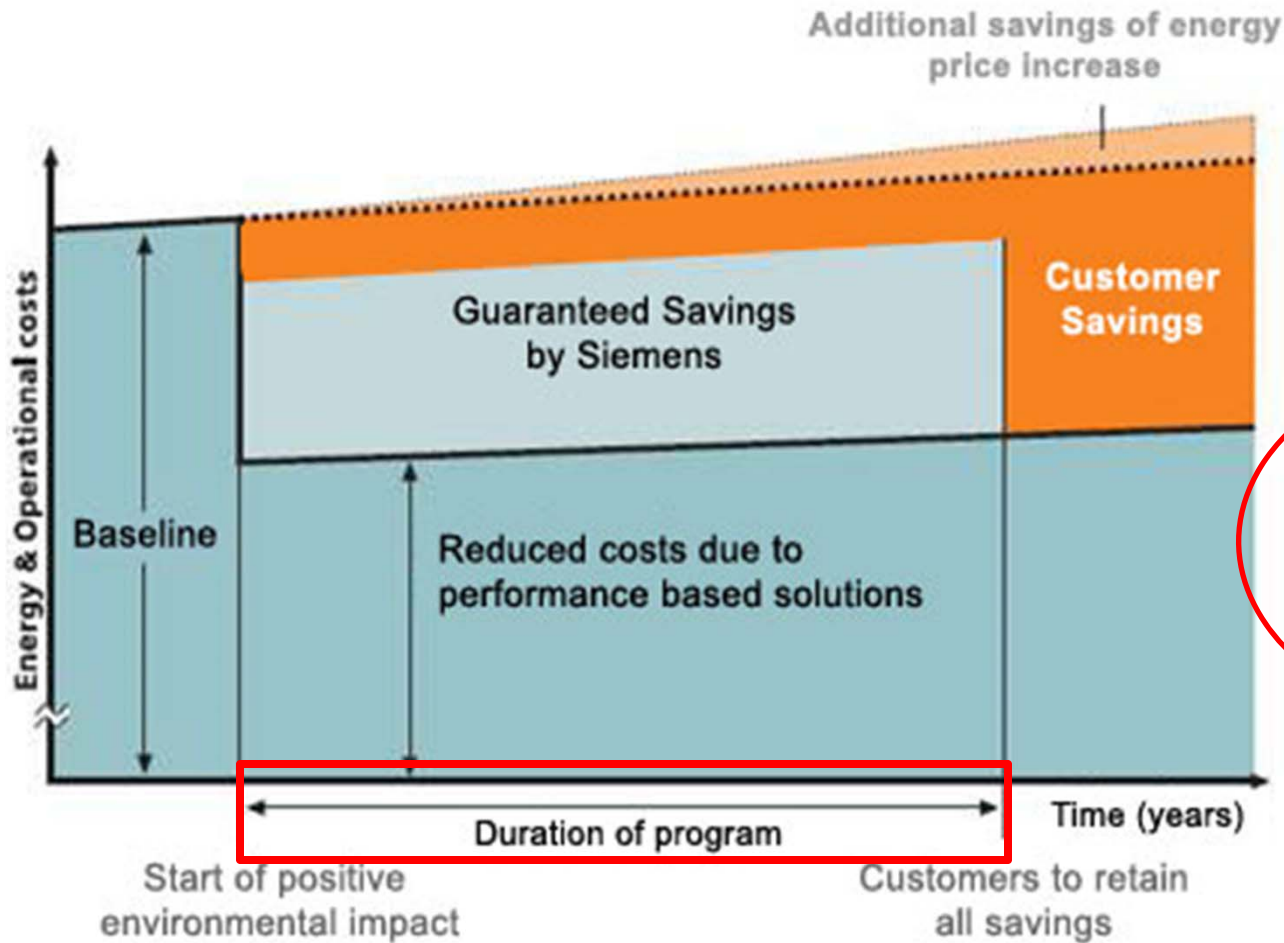 Additional savings of energy
price increase
Energy & Operational costs
Guaranteed Savings
by Siemens
Customer
Savings
Baseline
Reduced costs due to
performance based solutions
Duration of program
Time (years)
Start of positive
environmental impact
Customers to retain
all savings